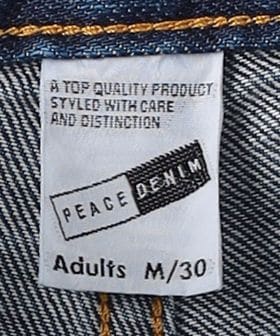 A TOP QUALITY PRODUCT
STYLED WITH CARE
AND DISTINCTION
PEACE DENIM
Adults M/30